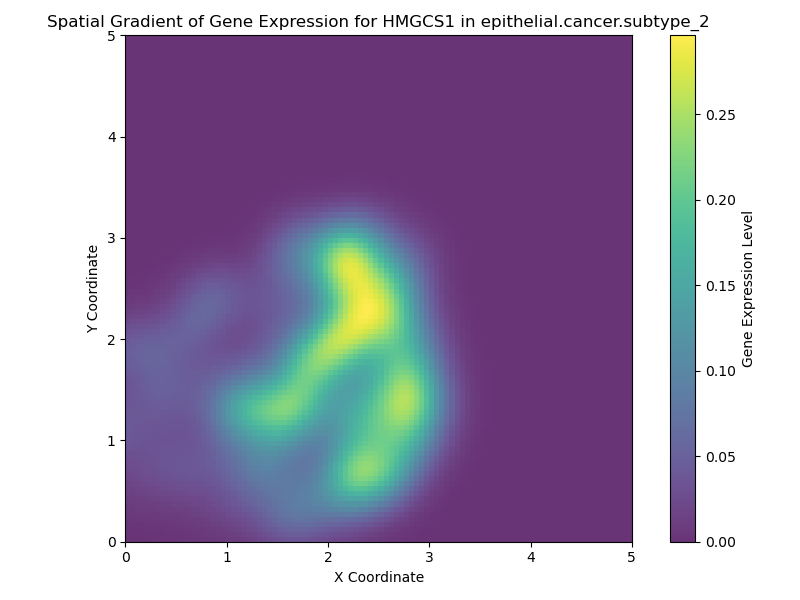 Spatial Gradient of Gene Expression for HMGCS1 in epithelial.cancer.subtype_2
5
4
3
2
1
0
Y Coordinate
0 1 2 3 4 5
X Coordinate
0.25
0.20
0.15
0.10
0.05
0.00
Gene Expression Level